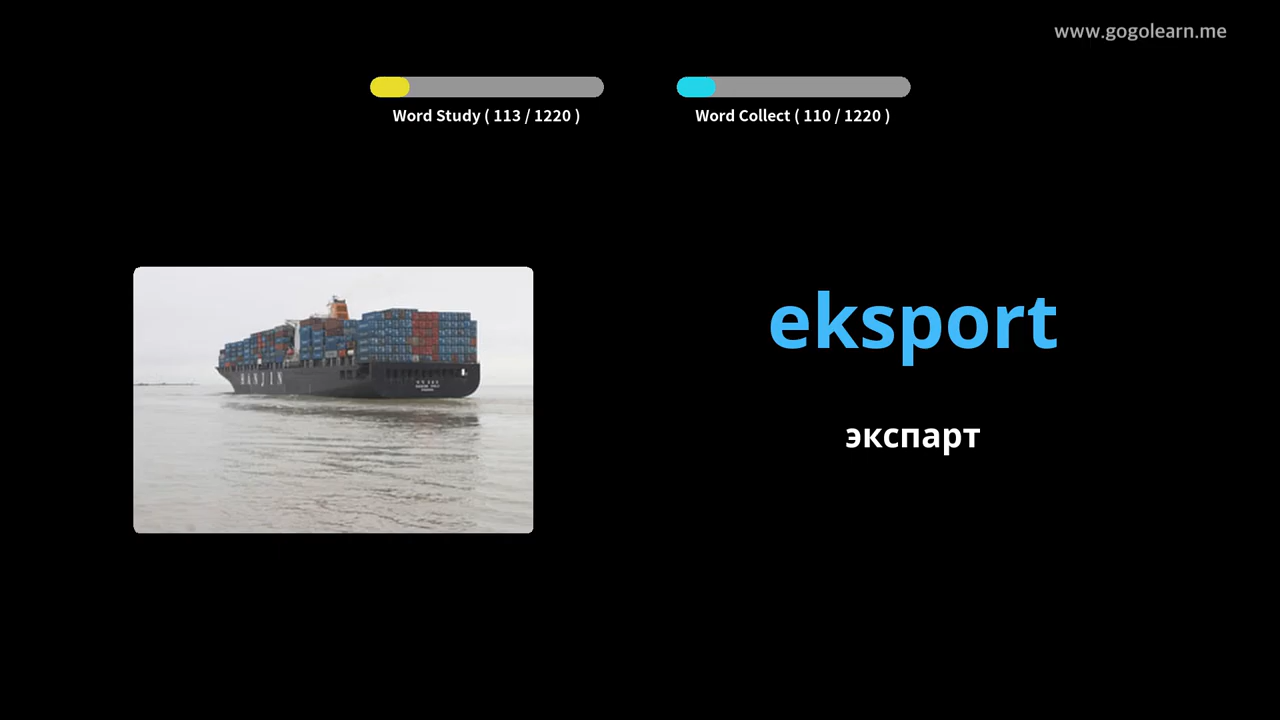 www.gogolearn.me
Word Study ( 113 / 1220 )
Word Collect ( 110 / 1220 )
eksport
экспарт
HANJIN